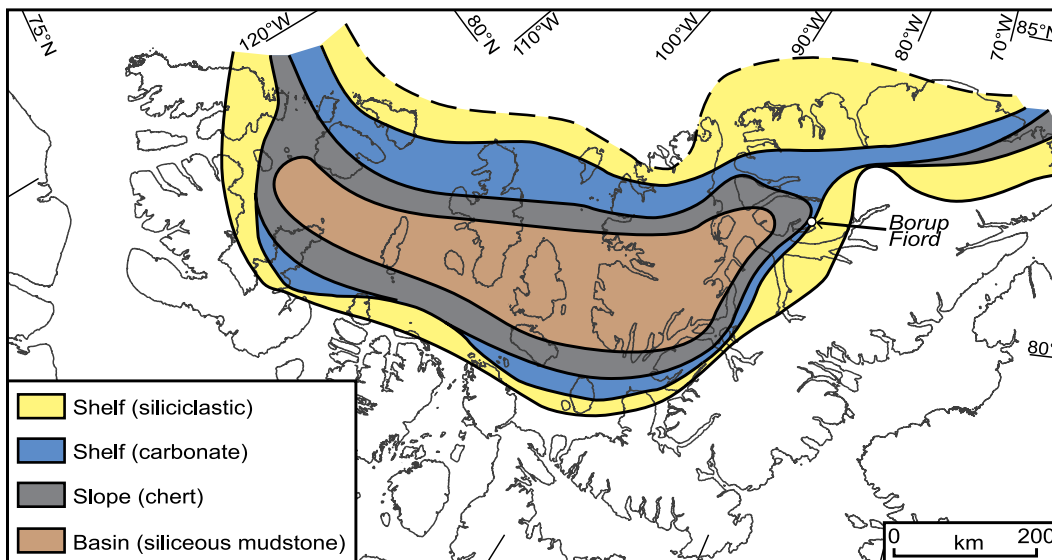 75°N
120°W
80°N
110°W
100°W
90°W
80°W
70°W
85°N
Borup
Fiord
80°
Shelf (siliciclastic)
Shelf (carbonate)
Slope (chert)
Basin (siliceous mudstone)
0 km 200